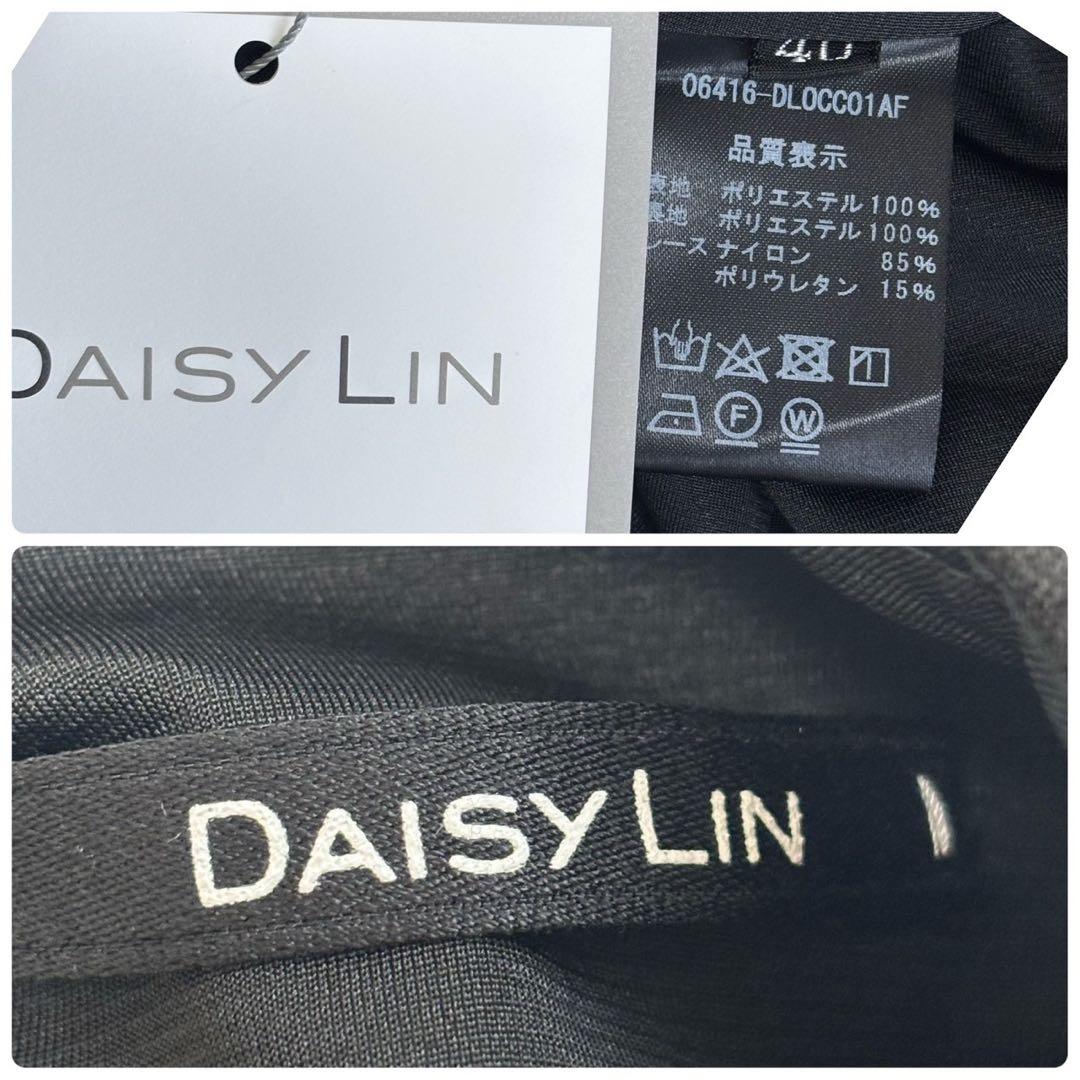 DAISY LIN
40
06416-DL0CC01AF
品質表示
表地 ポリエステル 100%
裏地 ポリエステル 100%
レース ナイロン 85%
ポリウレタン 15%
F W
DAISY LIN